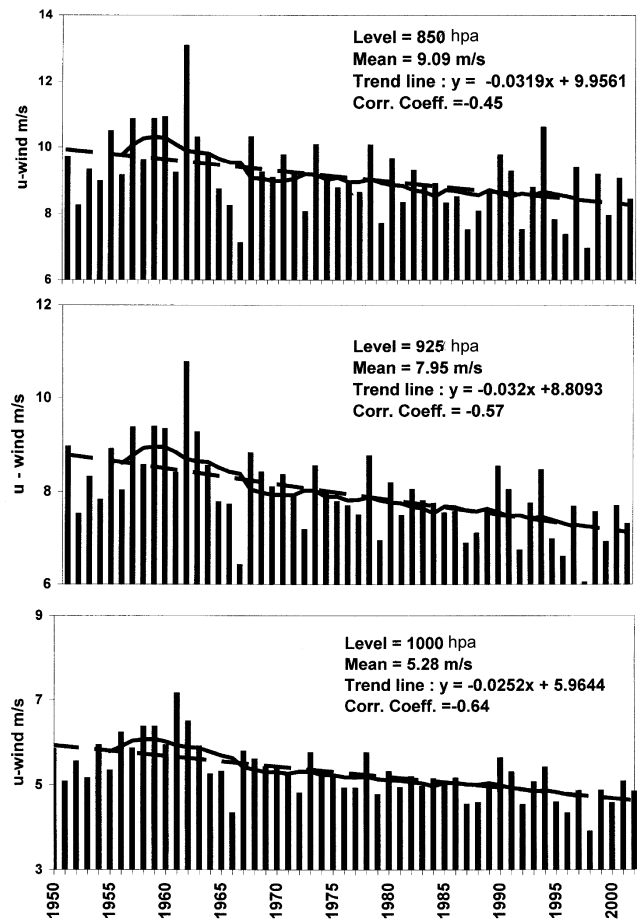 14
12
10
8
6
u-wind m/s
Level = 850 hpa
Mean = 9.09 m/s
Trend line : y = -0.0319x + 9.9561
Corr. Coeff. =-0.45
12
10
8
6
u - wind m/s
Level = 925 hpa
Mean = 7.95 m/s
Trend line : y = -0.032x +8.8093
Corr. Coeff. = -0.57
9
7
5
3
u-wind m/s
Level = 1000 hpa
Mean = 5.28 m/s
Trend line : y = -0.0252x + 5.9644
Corr. Coeff. =-0.64
1950 1955 1960 1965 1970 1975 1980 1985 1990 1995 2000